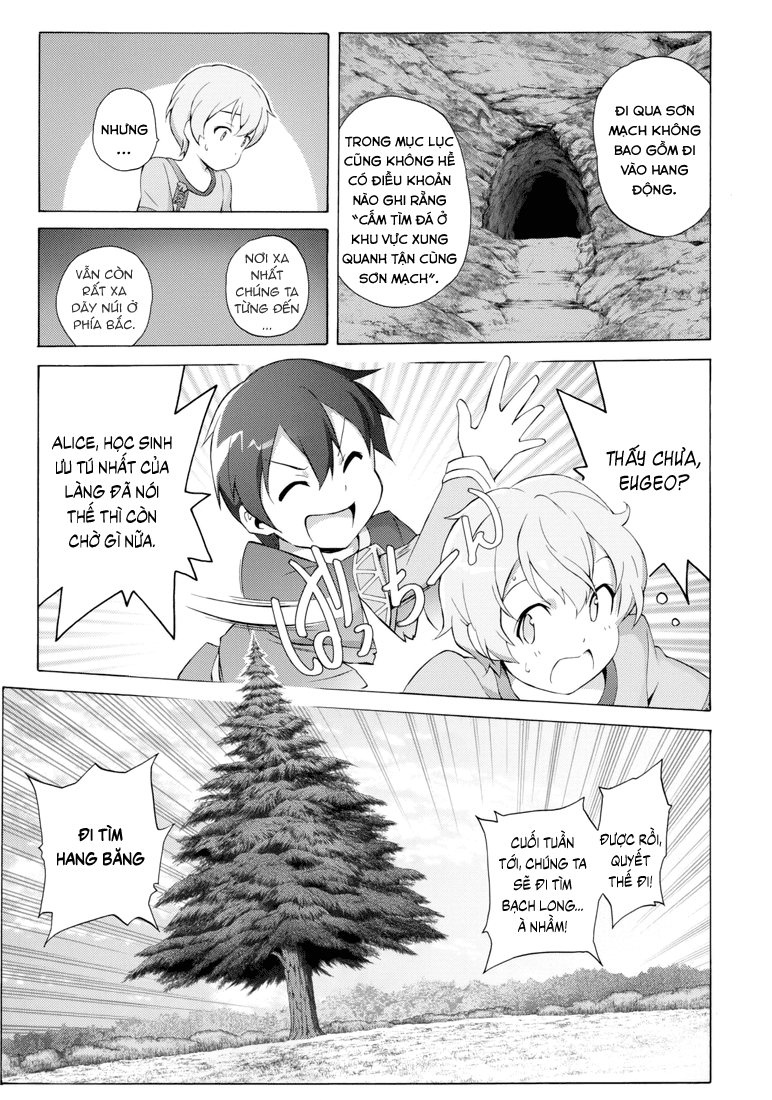 ĐI QUA SƠN
MẠCH KHÔNG
BAO GỒM ĐI
VÀO HANG
ĐỘNG.
TRONG MỤC LỤC
CŨNG KHÔNG HỀ
CÓ ĐIỀU KHOẢN
NÀO GHI RẰNG
“CẤM TÌM ĐÁ Ở
KHU VỰC XUNG
QUANH TẬN CÙNG
SƠN MẠCH”.
NHƯNG
...
NƠI XA
NHẤT
CHÚNG TA
TỪNG ĐẾN
...
VẪN CÒN
RẤT XA
DÃY NÚI Ở
PHÍA BẮC.
THẤY CHƯA,
EUGEO?
ALICE, HỌC SINH
ƯU TÚ NHẤT CỦA
LÀNG ĐÃ NÓI
THẾ THÌ CÒN
CHỜ GÌ NỮA.
ĐƯỢC RỒI,
QUYẾT
THẾ ĐI!
CUỐI TUẦN
TỚI, CHÚNG TA
SẼ ĐI TÌM
BẠCH LONG...
À NHẦM!
ĐI TÌM
HANG BĂNG